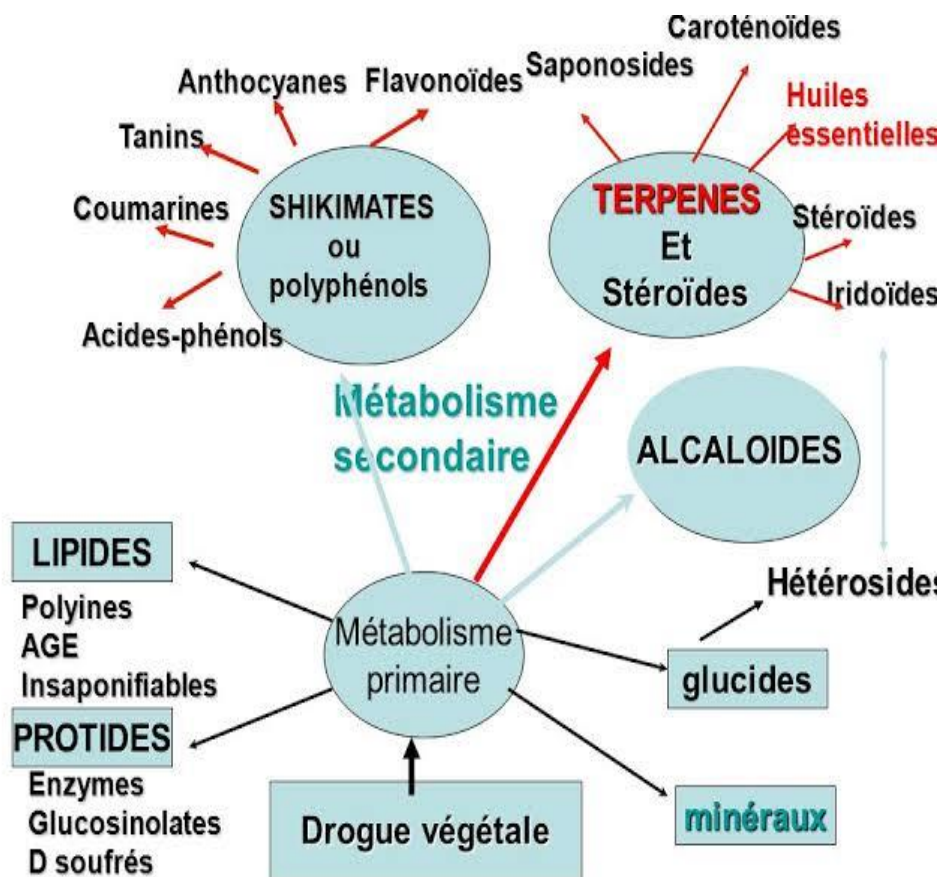 Caroténoïdes
Anthocyanes
Flavonoïdes
Saponosides
Huiles
essentielles
Tanins
Coumarines
Acides-phénols
SHIKIMATES
ou
polyphénols
TERPENES
Et
Stéroïdes
Stéroïdes
Iridoïdes
Métabolisme
secondaire
ALCALOIDES
LIPIDES
Polyines
AGE
Insaponifiables
PROTIDES
Enzymes
Glucosinolates
D soufrés
Métabolisme
primaire
Hétérosides
glucides
minéraux
Drogue végétale